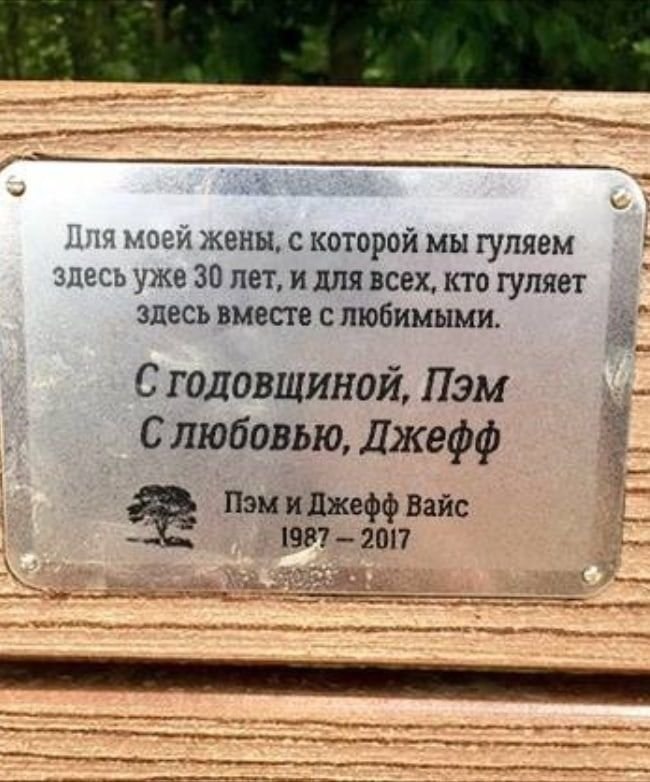 Для моей жены, с которой мы гуляем
здесь уже 30 лет, и для всех, кто гуляет
здесь вместе с любимыми.
С годовщиной, Пэм
С любовью, Джефф
Пэм и Джефф Вайс
1987 – 2017